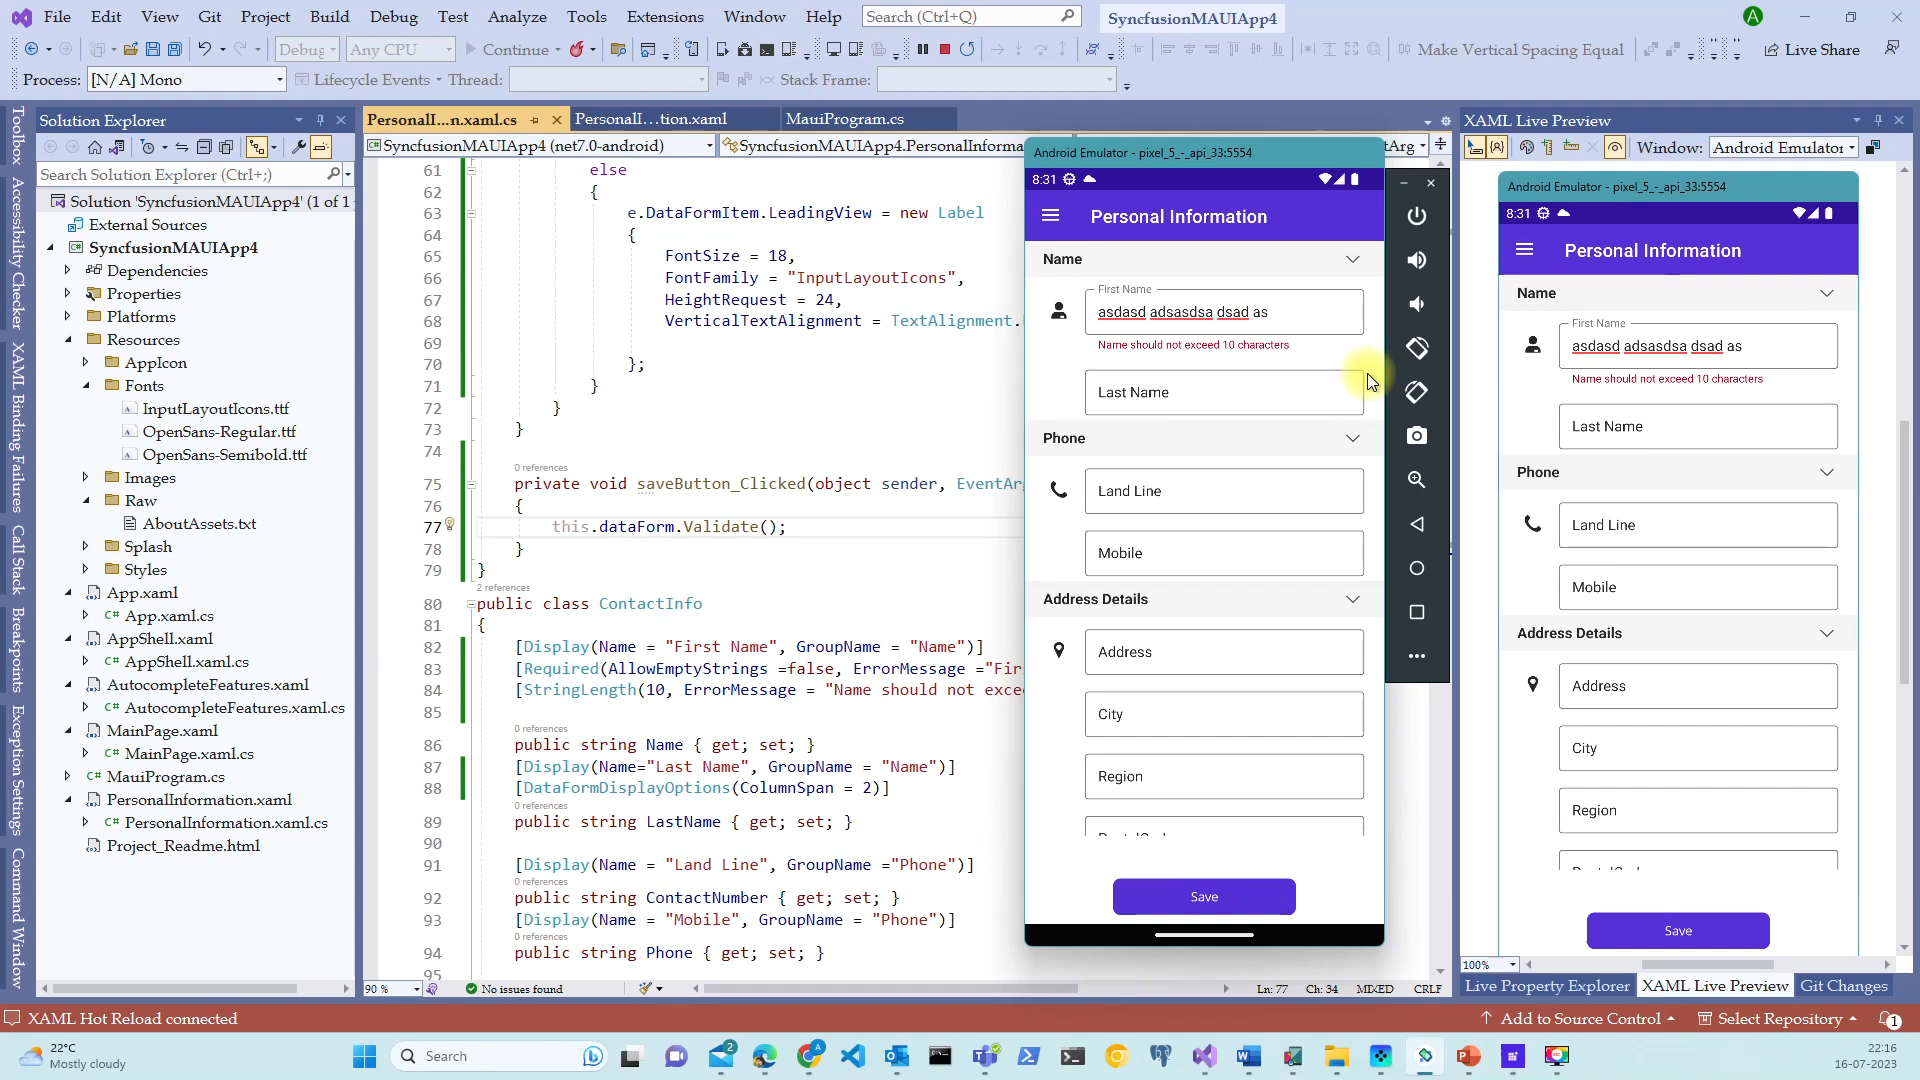 File Edit View Git Project Build Debug Test Analyze Tools Extensions Window Help Search (Ctrl+Q) SyncfusionMAUIApp4 A
Debug Any CPU Continue Make Vertical Spacing Equal Live Share
Process: [N/A] Mono Lifecycle Events Thread: Stack Frame:
Toolbox
Accessibility Checker
XAML Binding Failures
Call Stack
Breakpoints
Exception Settings
Command Window
Solution Explorer
Search Solution Explorer (Ctrl+;)
Solution 'SyncfusionMAUIApp4' (1 of 1
External Sources
SyncfusionMAUIApp4
Dependencies
Properties
Platforms
Resources
AppIcon
Fonts
InputLayoutIcons.ttf
OpenSans-Regular.ttf
OpenSans-Semibold.ttf
Images
Raw
AboutAssets.txt
Splash
Styles
App.xaml
C# App.xaml.cs
AppShell.xaml
C# AppShell.xaml.cs
AutocompleteFeatures.xaml
C# AutocompleteFeatures.xaml.cs
MainPage.xaml
C# MainPage.xaml.cs
C# MauiProgram.cs
PersonalInformation.xaml
C# PersonalInformation.xaml.cs
Project_Readme.html
PersonalI...n.xaml.cs PersonalI...tion.xaml MauiProgram.cs
SyncfusionMAUIApp4 (net7.0-android) SyncfusionMAUIApp4.PersonalInforma
61 else
62 {
63 e.DataFormItem.LeadingView = new Label
64 {
65 FontSize = 18,
66 FontFamily = "InputLayoutIcons",
67 HeightRequest = 24,
68 VerticalTextAlignment = TextAlignment.
69
70 };
71 }
72 }
73 }
74
0 references
75 private void saveButton_Clicked(object sender, EventAr
76 {
77 this.dataForm.Validate();
78 }
79 }
2 references
80 public class ContactInfo
81 {
82 [Display(Name = "First Name", GroupName = "Name")]
83 [Required(AllowEmptyStrings =false, ErrorMessage ="Fir
84 [StringLength(10, ErrorMessage = "Name should not exce
85
0 references
86 public string Name { get; set; }
87 [Display(Name="Last Name", GroupName = "Name")]
88 [DataFormDisplayOptions(ColumnSpan = 2)]
0 references
89 public string LastName { get; set; }
90
91 [Display(Name = "Land Line", GroupName ="Phone")]
0 references
92 public string ContactNumber { get; set; }
93 [Display(Name = "Mobile", GroupName = "Phone")]
0 references
94 public string Phone { get; set; }
95
90 % No issues found Ln: 77 Ch: 34 MIXED CRLF
Android Emulator - pixel_5_-_api_33:5554
8:31
Personal Information
Name
First Name
asdasd adsasdsa dsad as
Name should not exceed 10 characters
Last Name
Phone
Land Line
Mobile
Address Details
Address
City
Region
Save
tArg
XAML Live Preview
Window: Android Emulator
Android Emulator - pixel_5_-_api_33:5554
8:31
Personal Information
Name
First Name
asdasd adsasdsa dsad as
Name should not exceed 10 characters
Last Name
Phone
Land Line
Mobile
Address Details
Address
City
Region
Save
100%
Live Property Explorer XAML Live Preview Git Changes
XAML Hot Reload connected Add to Source Control Select Repository 1
22°C
Mostly cloudy
Search
2
A
22:16
16-07-2023